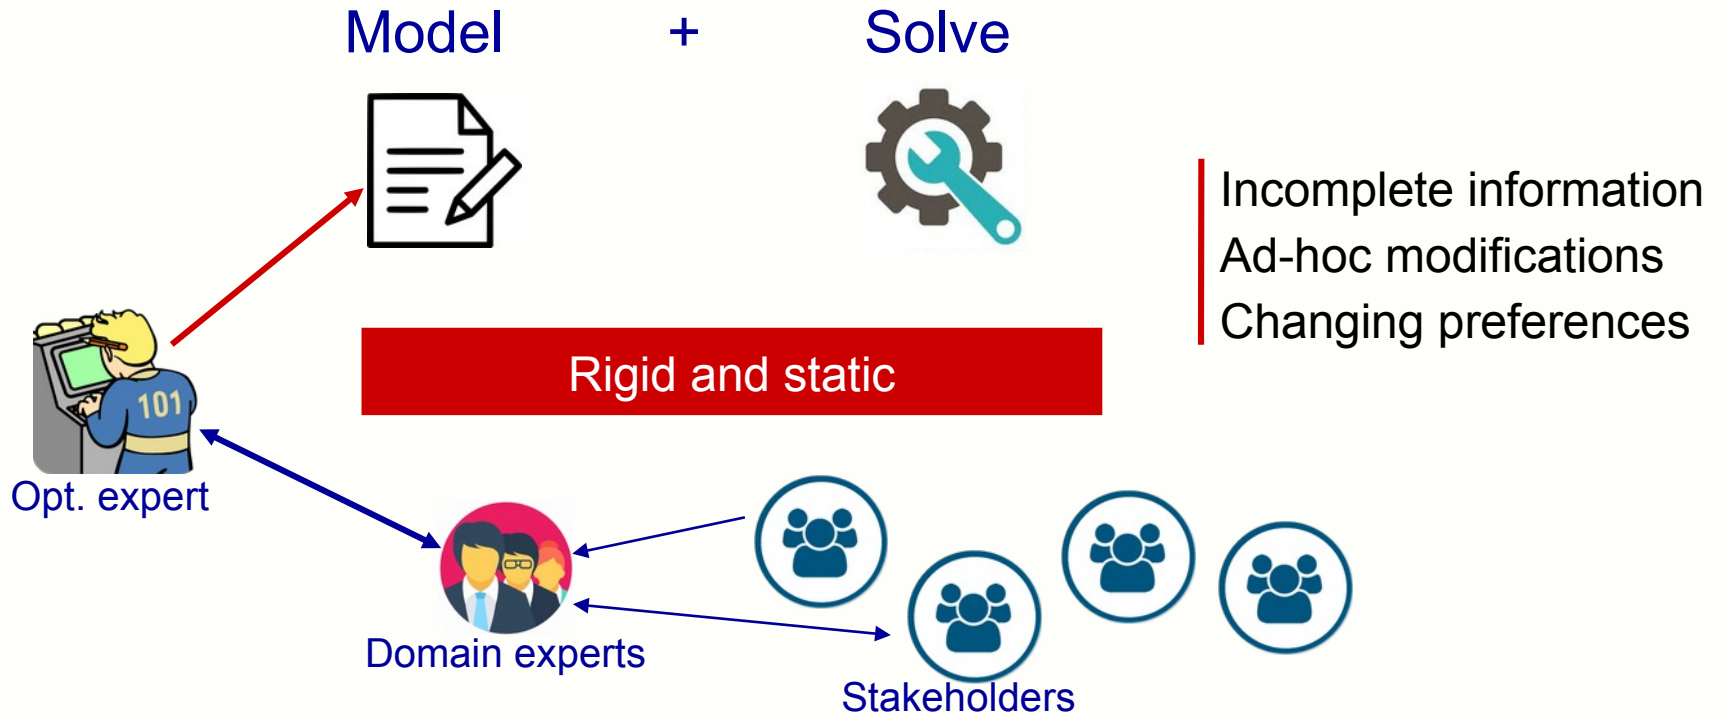 Model + Solve
Incomplete information
Ad-hoc modifications
Changing preferences
Rigid and static
101
Opt. expert
Domain experts
Stakeholders